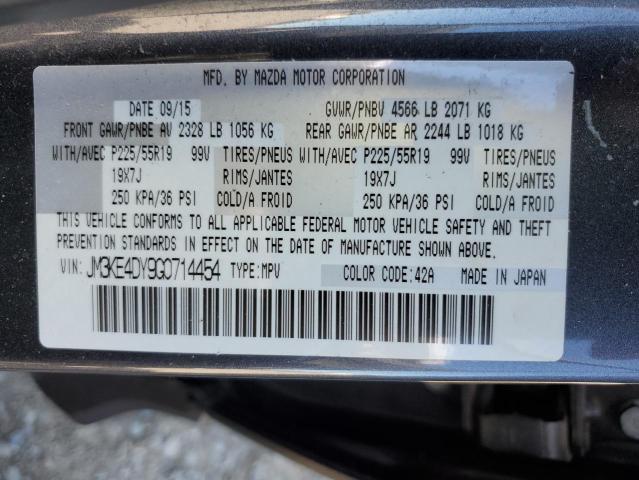 MFD. BY MAZDA MOTOR CORPORATION
DATE 09/15 GVWR/PNBV 4566 LB 2071 KG
FRONT GAWR/PNBE AV 2328 LB 1056 KG REAR GAWR/PNBE AR 2244 LB 1018 KG
WITH/AVEC P225/55R19 99V TIRES/PNEUS WITH/AVEC P225/55R19 99V TIRES/PNEUS
19X7J RIMS/JANTES 19X7J RIMS/JANTES
250 KPA/36 PSI COLD/A FROID 250 KPA/36 PSI COLD/A FROID
THIS VEHICLE CONFORMS TO ALL APPLICABLE FEDERAL MOTOR VEHICLE SAFETY AND THEFT
PREVENTION STANDARDS IN EFFECT ON THE DATE OF MANUFACTURE SHOWN ABOVE.
VIN: JM3KE4DY9G0714454 TYPE:MPV COLOR CODE:42A MADE IN JAPAN